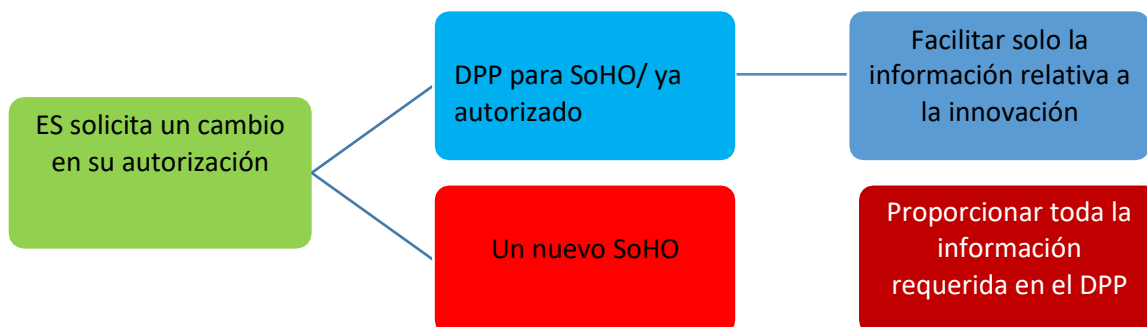 ES solicita un cambio
en su autorización
DPP para SoHO/ ya
autorizado
Facilitar solo la
información relativa a
la innovación
Un nuevo SoHO
Proporcionar toda la
información
requerida en el DPP